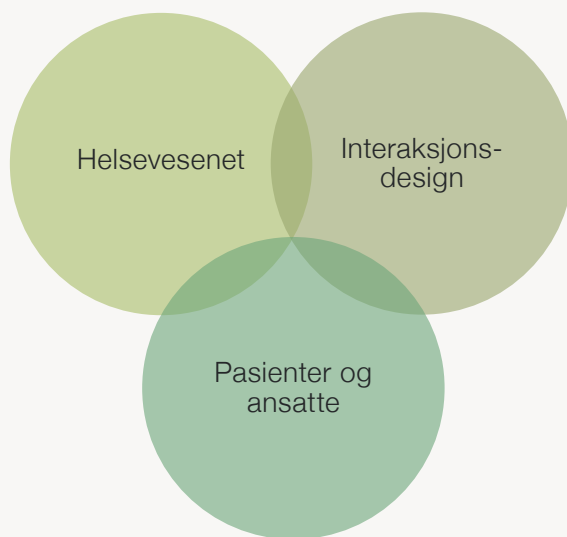 Helsevesenet
Interaksjons-
design
Pasienter og
ansatte